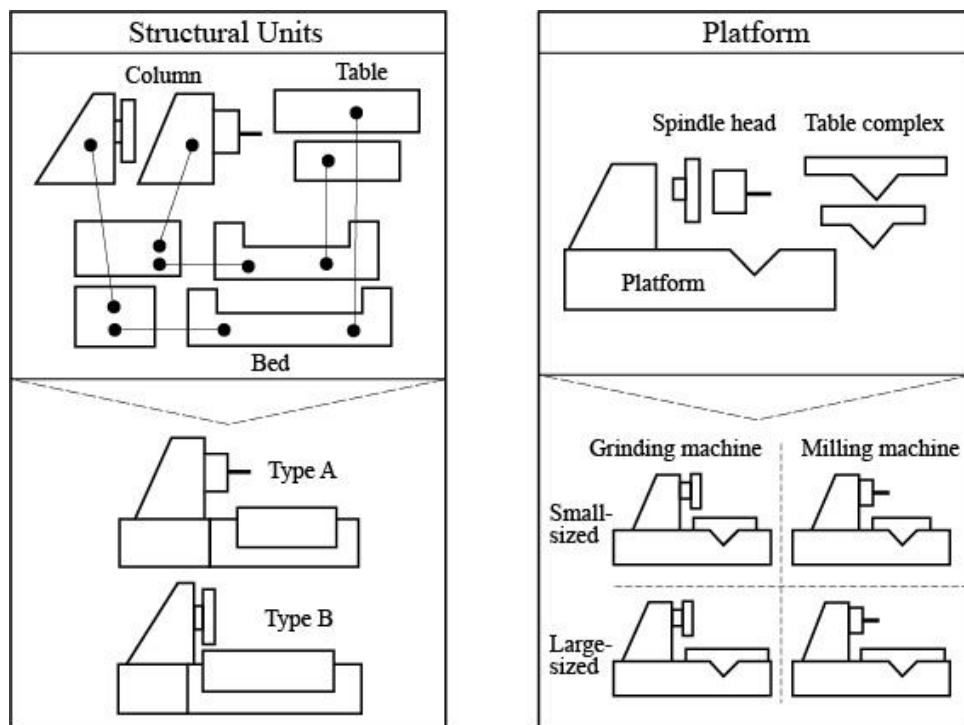 Structural Units
Column
Table
Bed
Type A
Type B
Platform
Spindle head
Table complex
Platform
Grinding machine
Milling machine
Small-
sized
Large-
sized